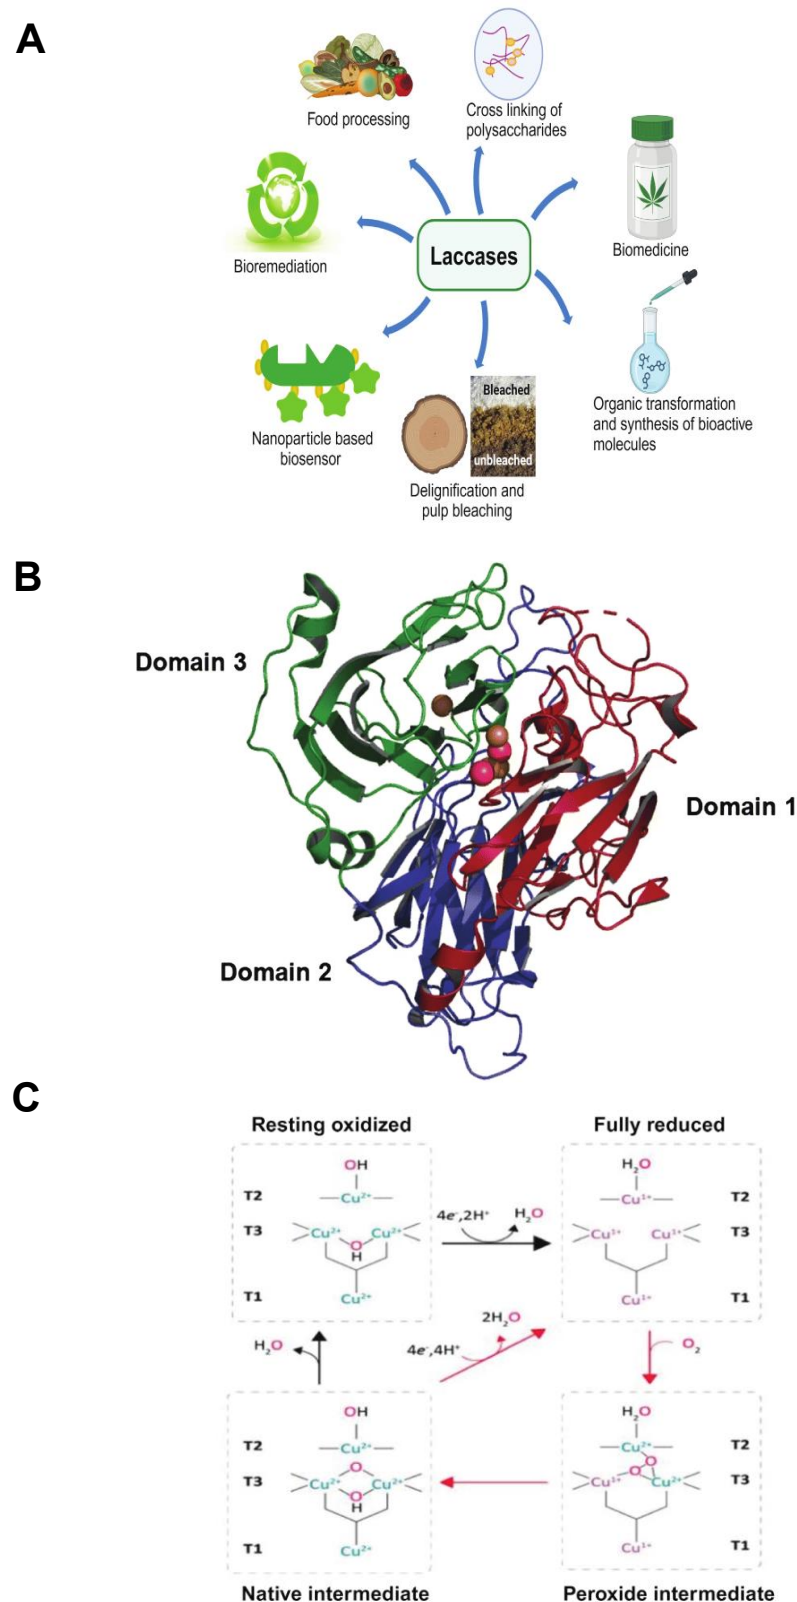 A
Food processing
Cross linking of
polysaccharides
Biomedicine
Bioremediation
Laccases
Organic transformation
and synthesis of bioactive
molecules
Nanoparticle based
biosensor
Bleached
unbleached
Delignification and
pulp bleaching
B
Domain 3
Domain 1
Domain 2
C
Resting oxidized
OH
T2
Cu²⁺
T3
Cu²⁺ Cu²⁺
O
H
T1
Cu²⁺
4e⁻,2H⁺ H₂O
Fully reduced
H₂O
Cu¹⁺ T2
Cu¹⁺ Cu¹⁺ T3
Cu¹⁺ T1
H₂O
4e⁻,4H⁺ 2H₂O
O₂
OH
T2
Cu²⁺
O
T3
Cu²⁺ Cu²⁺
O
H
T1
Cu²⁺
Native intermediate
H₂O
Cu²⁺ T2
O O
Cu¹⁺ Cu²⁺ T3
Cu¹⁺ T1
Peroxide intermediate